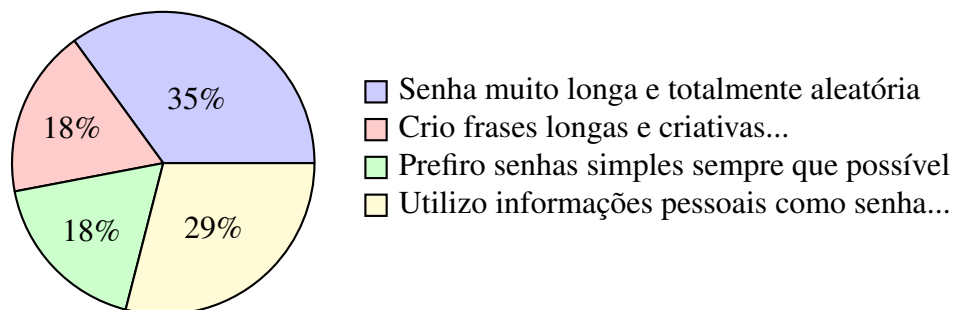 35%
18%
18%
29%
Senha muito longa e totalmente aleatória
Crio frases longas e criativas...
Prefiro senhas simples sempre que possível
Utilizo informações pessoais como senha...